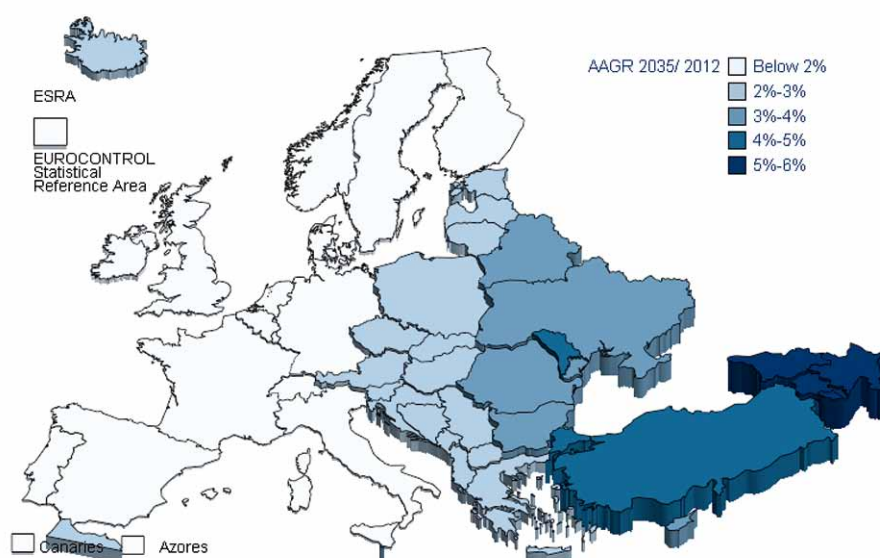 AAGR 2035/ 2012
Below 2%
2%-3%
3%-4%
4%-5%
5%-6%
ESRA
EUROCONTROL
Statistical
Reference Area
Canaries
Azores